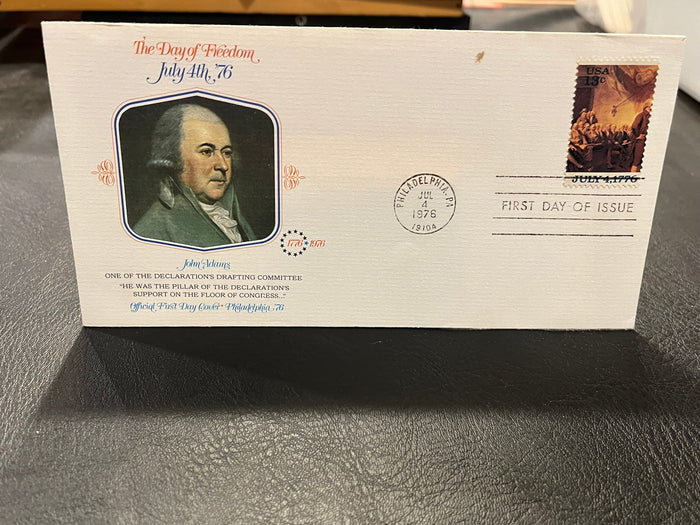 The Day of Freedom
July 4th, '76
1776 1976
John Adams
ONE OF THE DECLARATION'S DRAFTING COMMITTEE
"HE WAS THE PILLAR OF THE DECLARATION'S
SUPPORT ON THE FLOOR OF CONGRESS..."
Official First Day Cover • Philadelphia '76
PHILADELPHIA, PA
JUL
4
1976
19104
USA
13c
JULY 4, 1776
FIRST DAY OF ISSUE